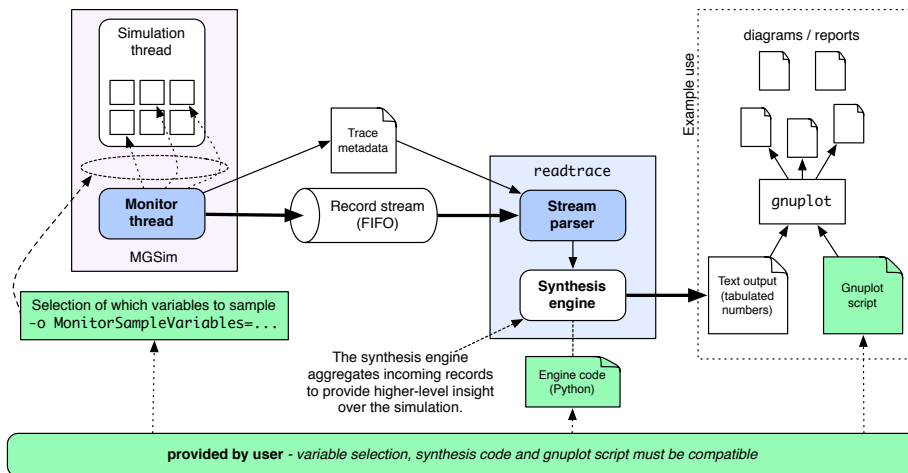 Simulation
thread
Monitor
thread
MGSim
Trace
metadata
Record stream
(FIFO)
readtrace
Stream
parser
Synthesis
engine
Example use
diagrams / reports
gnuplot
Text output
(tabulated
numbers)
Gnuplot
script
Selection of which variables to sample
-o MonitorSampleVariables=...
The synthesis engine
aggregates incoming records
to provide higher-level insight
over the simulation.
Engine code
(Python)
provided by user - variable selection, synthesis code and gnuplot script must be compatible